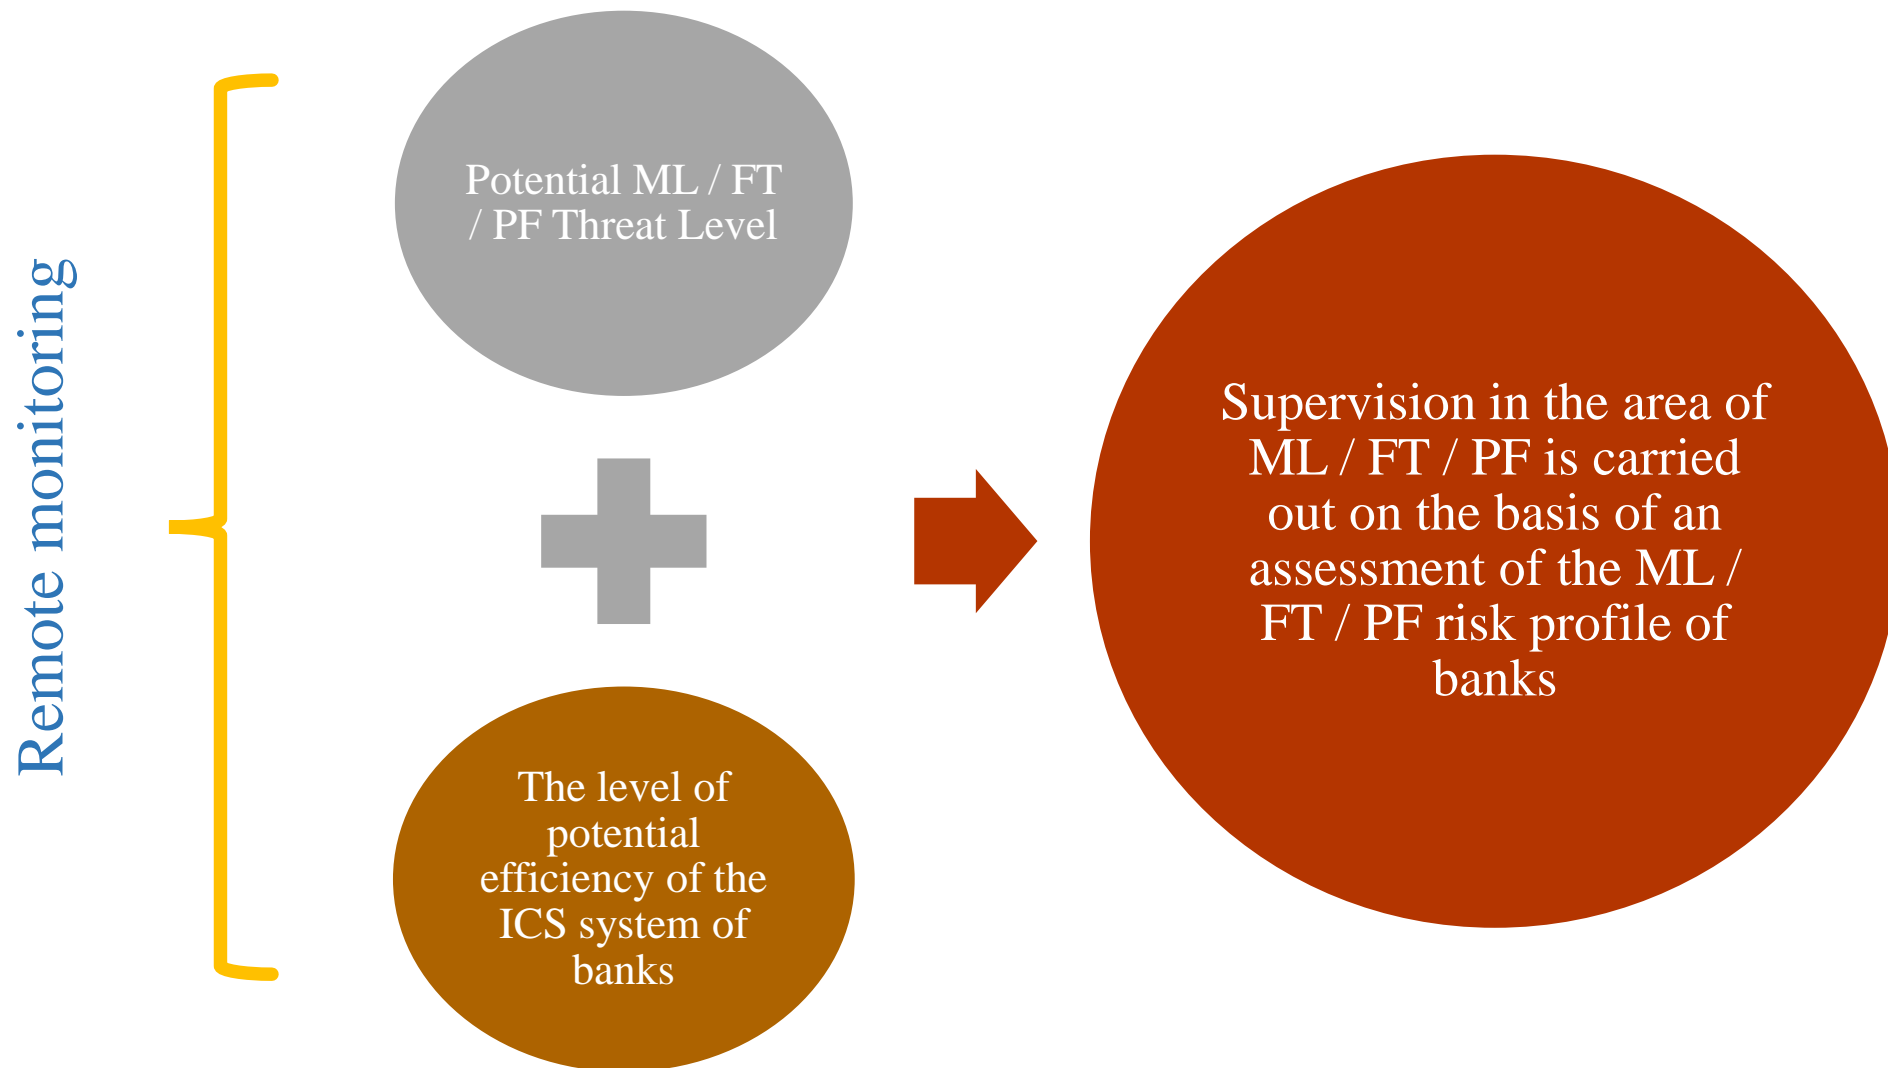 Remote monitoring
Potential ML / FT
/ PF Threat Level
The level of
potential
efficiency of the
ICS system of
banks
Supervision in the area of
ML / FT / PF is carried
out on the basis of an
assessment of the ML /
FT / PF risk profile of
banks